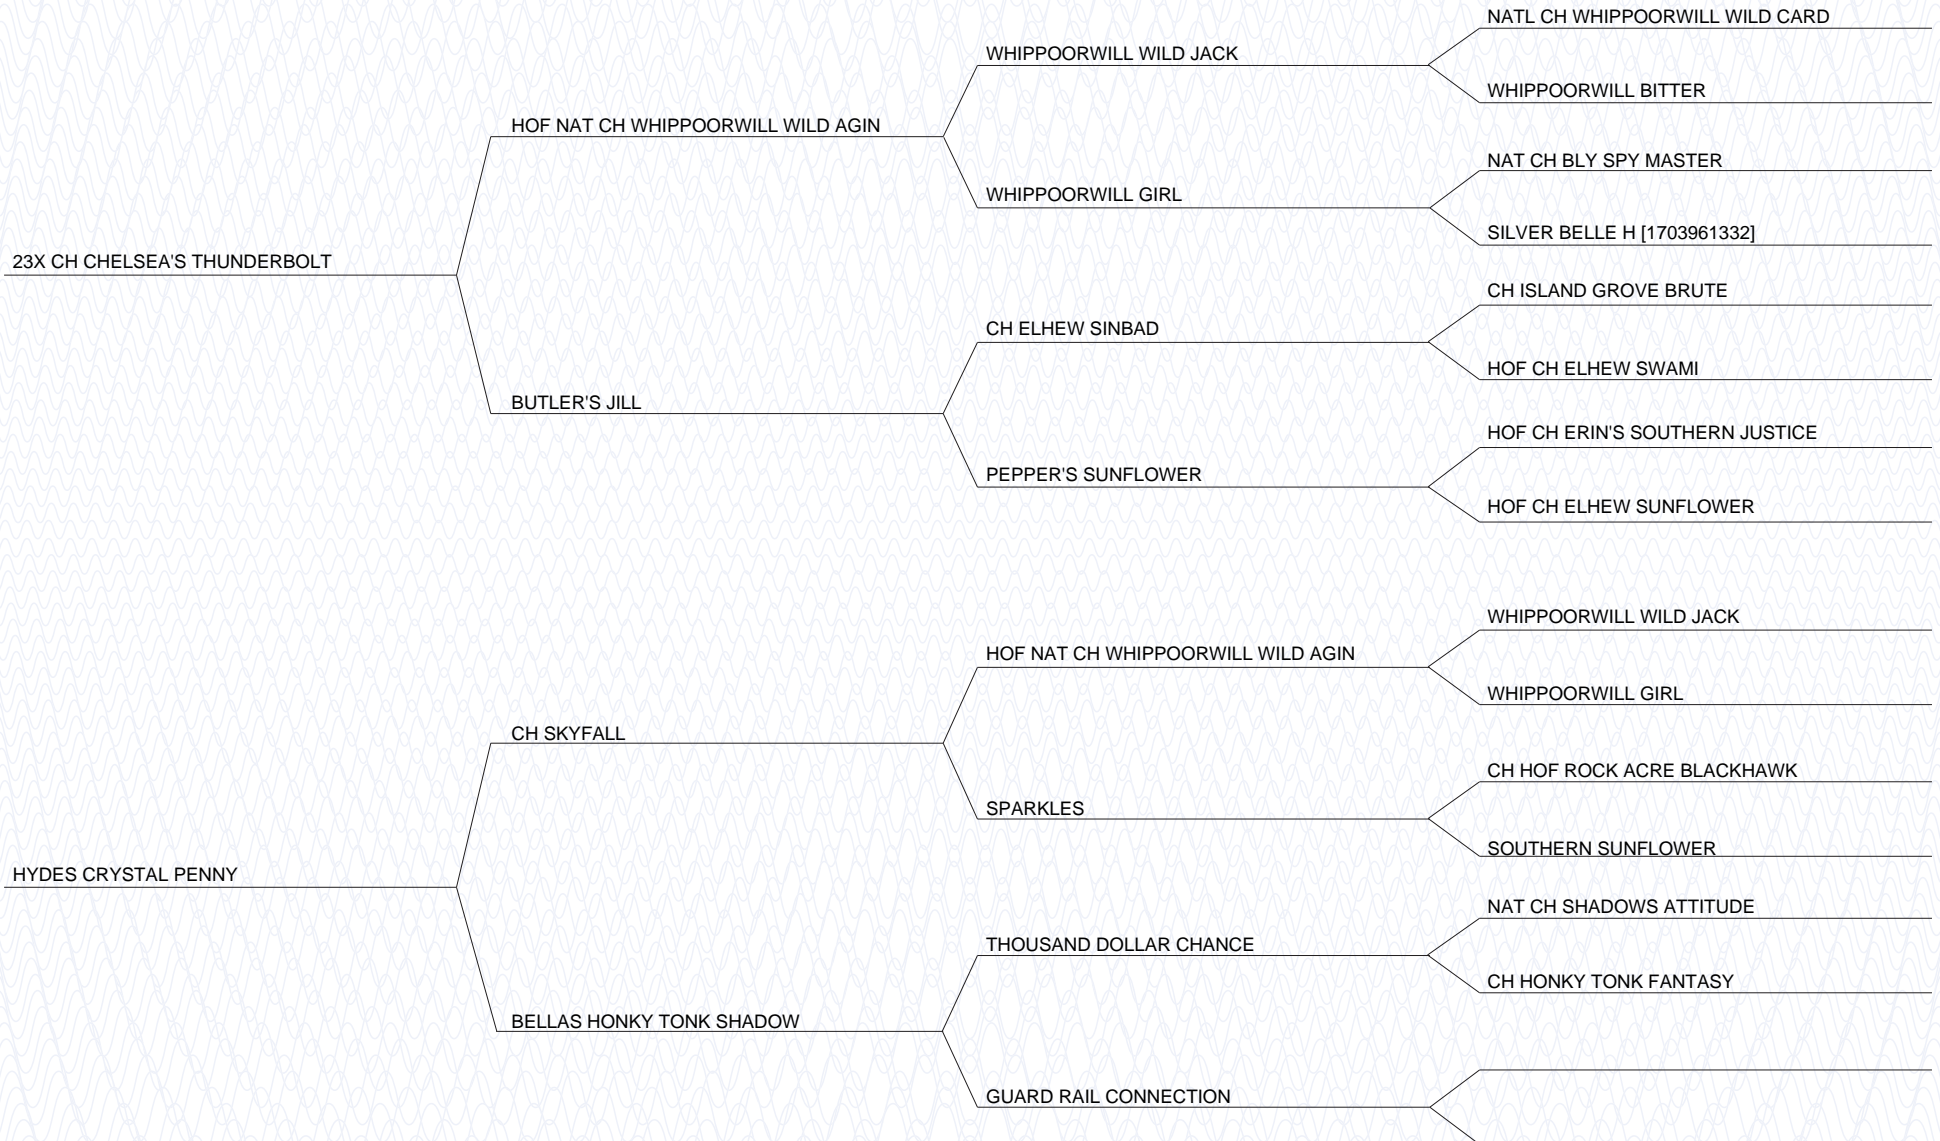 NATL CH WHIPPOORWILL WILD CARD
WHIPPOORWILL WILD JACK
WHIPPOORWILL BITTER
HOF NAT CH WHIPPOORWILL WILD AGIN
NAT CH BLY SPY MASTER
WHIPPOORWILL GIRL
SILVER BELLE H [1703961332]
23X CH CHELSEA'S THUNDERBOLT
CH ISLAND GROVE BRUTE
CH ELHEW SINBAD
HOF CH ELHEW SWAMI
BUTLER'S JILL
HOF CH ERIN'S SOUTHERN JUSTICE
PEPPER'S SUNFLOWER
HOF CH ELHEW SUNFLOWER
WHIPPOORWILL WILD JACK
HOF NAT CH WHIPPOORWILL WILD AGIN
WHIPPOORWILL GIRL
CH SKYFALL
CH HOF ROCK ACRE BLACKHAWK
SPARKLES
SOUTHERN SUNFLOWER
HYDES CRYSTAL PENNY
NAT CH SHADOWS ATTITUDE
THOUSAND DOLLAR CHANCE
CH HONKY TONK FANTASY
BELLAS HONKY TONK SHADOW
GUARD RAIL CONNECTION